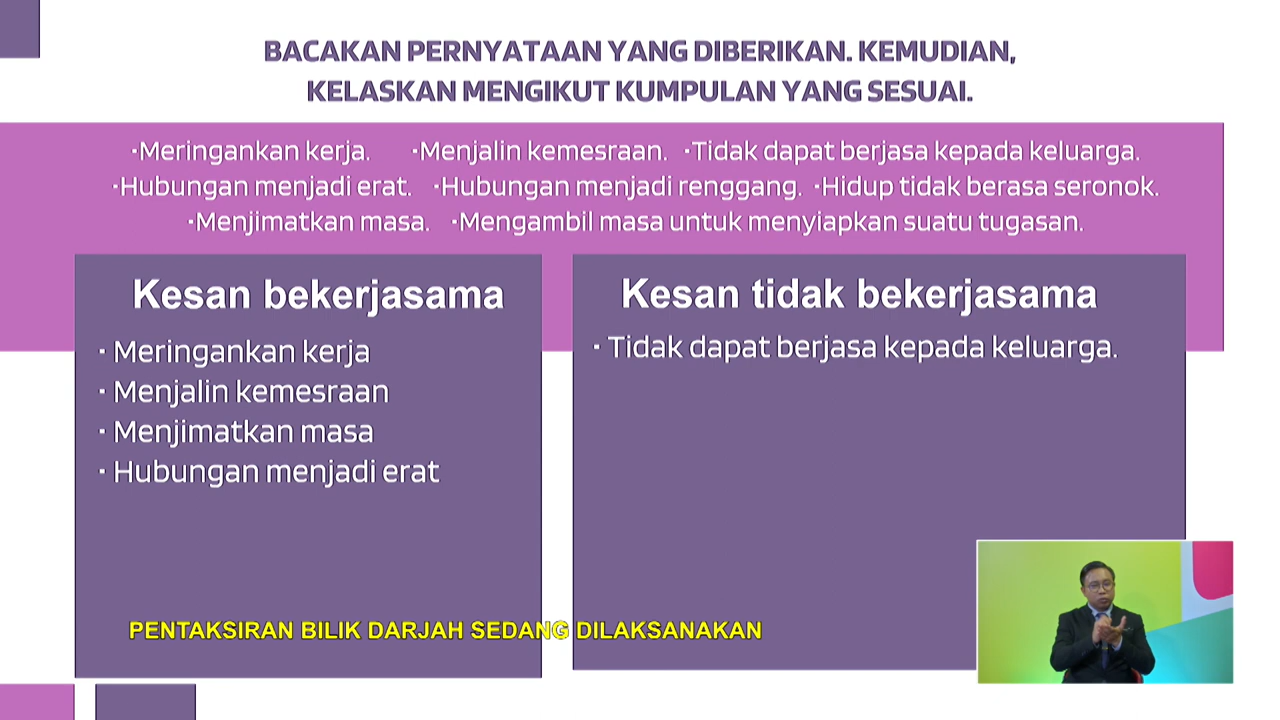 BACAKAN PERNYATAAN YANG DIBERIKAN. KEMUDIAN,
KELASKAN MENGIKUT KUMPULAN YANG SESUAI.
·Meringankan kerja. ·Menjalin kemesraan. ·Tidak dapat berjasa kepada keluarga.
·Hubungan menjadi erat. ·Hubungan menjadi renggang. ·Hidup tidak berasa seronok.
·Menjimatkan masa. ·Mengambil masa untuk menyiapkan suatu tugasan.
Kesan bekerjasama
· Meringankan kerja
· Menjalin kemesraan
· Menjimatkan masa
· Hubungan menjadi erat
Kesan tidak bekerjasama
· Tidak dapat berjasa kepada keluarga.
PENTAKSIRAN BILIK DARJAH SEDANG DILAKSANAKAN